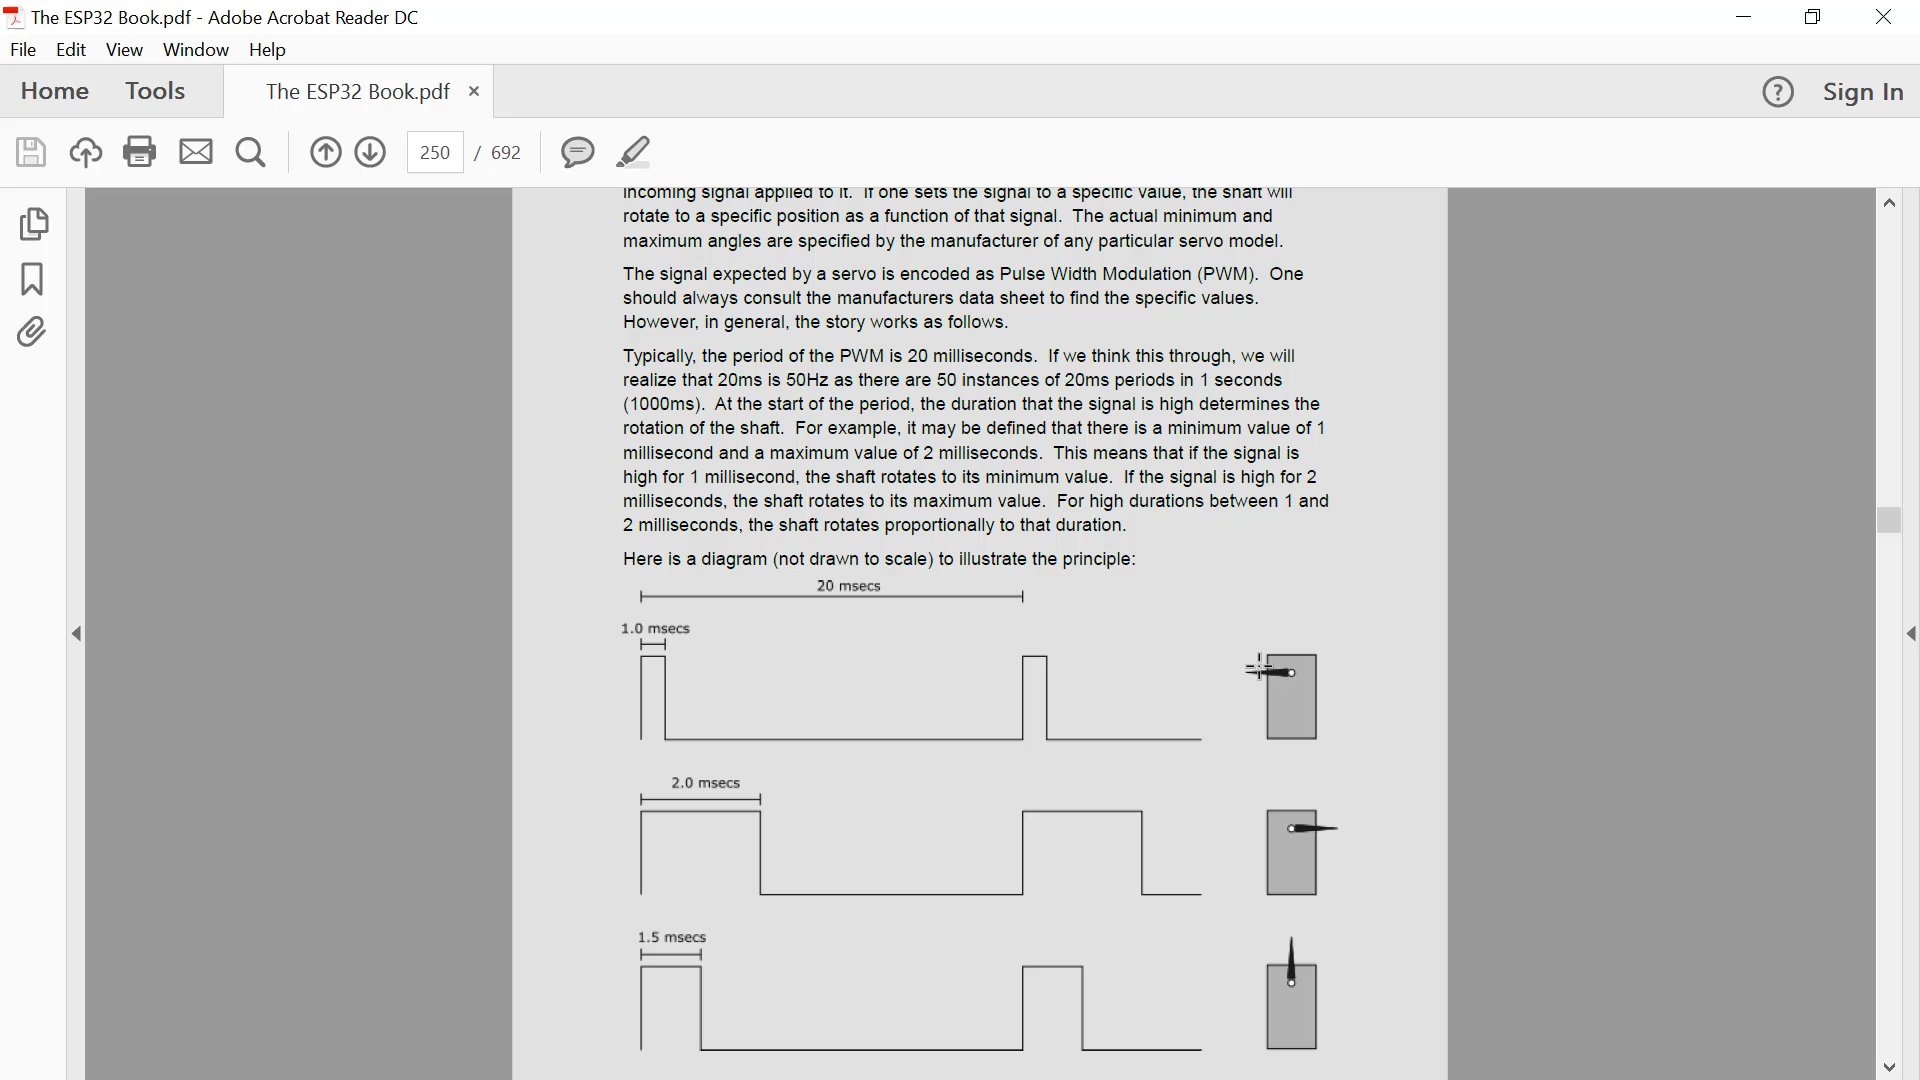 The ESP32 Book.pdf - Adobe Acrobat Reader DC
File Edit View Window Help
Home Tools The ESP32 Book.pdf × ? Sign In
250 / 692
incoming signal applied to it. If one sets the signal to a specific value, the shaft will
rotate to a specific position as a function of that signal. The actual minimum and
maximum angles are specified by the manufacturer of any particular servo model.
The signal expected by a servo is encoded as Pulse Width Modulation (PWM). One
should always consult the manufacturers data sheet to find the specific values.
However, in general, the story works as follows.
Typically, the period of the PWM is 20 milliseconds. If we think this through, we will
realize that 20ms is 50Hz as there are 50 instances of 20ms periods in 1 seconds
(1000ms). At the start of the period, the duration that the signal is high determines the
rotation of the shaft. For example, it may be defined that there is a minimum value of 1
millisecond and a maximum value of 2 milliseconds. This means that if the signal is
high for 1 millisecond, the shaft rotates to its minimum value. If the signal is high for 2
milliseconds, the shaft rotates to its maximum value. For high durations between 1 and
2 milliseconds, the shaft rotates proportionally to that duration.
Here is a diagram (not drawn to scale) to illustrate the principle:
20 msecs
1.0 msecs
2.0 msecs
1.5 msecs